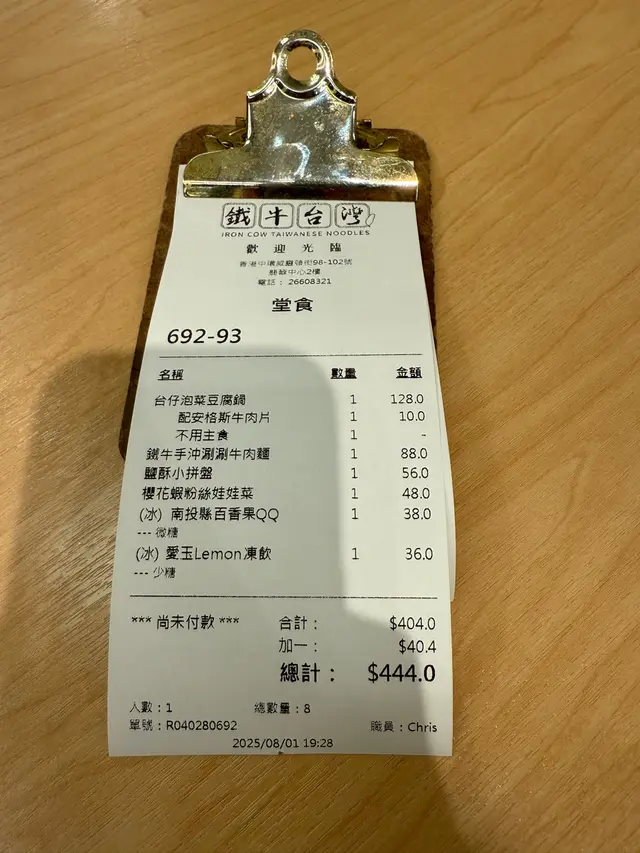 鐵牛台灣
IRON COW TAIWANESE NOODLES
歡迎光臨
香港中環威靈頓街98-102號
翡翠中心2樓
電話： 26608321
堂食
692-93
名稱 數量 金額
台仔泡菜豆腐鍋 1 128.0
配安格斯牛肉片 1 10.0
不用主食 1 -
鐵牛手沖涮涮牛肉麵 1 88.0
鹽酥小拼盤 1 56.0
櫻花蝦粉絲娃娃菜 1 48.0
(冰) 南投縣百香果QQ 1 38.0
--- 微糖
(冰) 愛玉Lemon凍飲 1 36.0
--- 少糖
*** 尚未付款 *** 合計： $404.0
加一： $40.4
總計： $444.0
人數：1 總數量：8
單號：R040280692 職員：Chris
2025/08/01 19:28